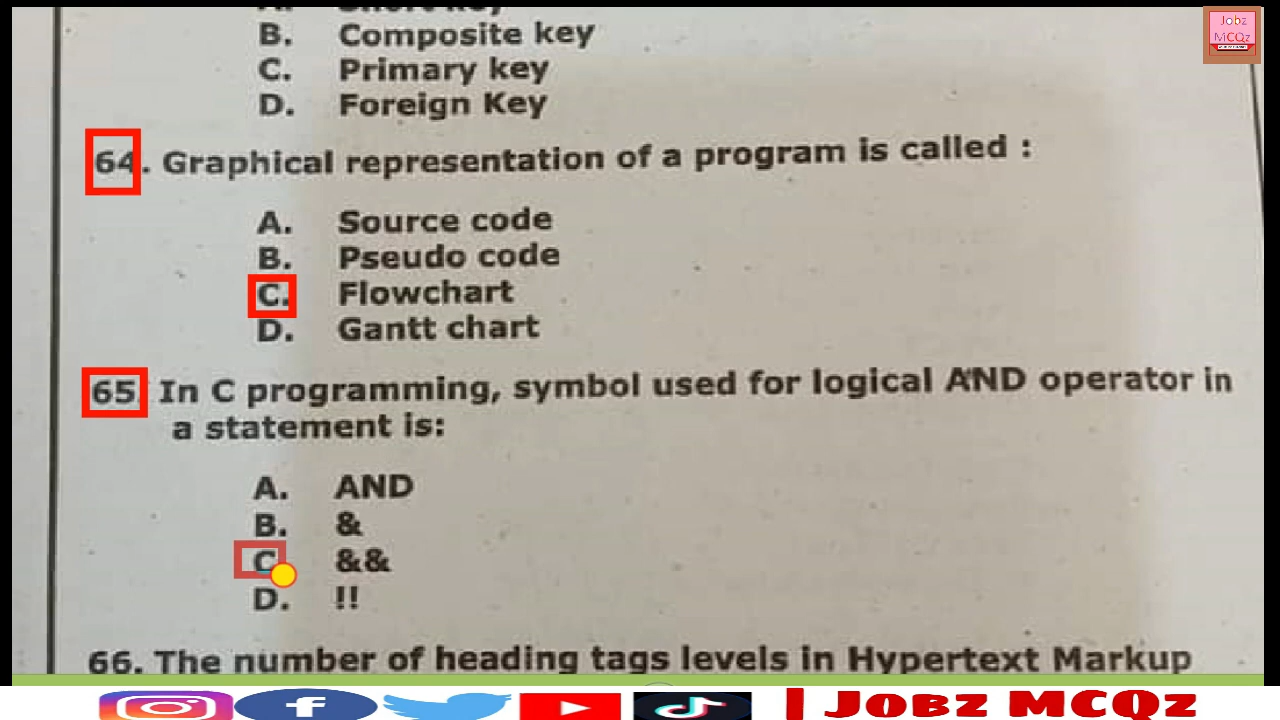 A. Short key
B. Composite key
C. Primary key
D. Foreign Key
64. Graphical representation of a program is called :
A. Source code
B. Pseudo code
C. Flowchart
D. Gantt chart
65. In C programming, symbol used for logical AND operator in
a statement is:
A. AND
B. &
C. &&
D. !!
66. The number of heading tags levels in Hypertext Markup
Jobz
MCQz
| Jobz MCQz